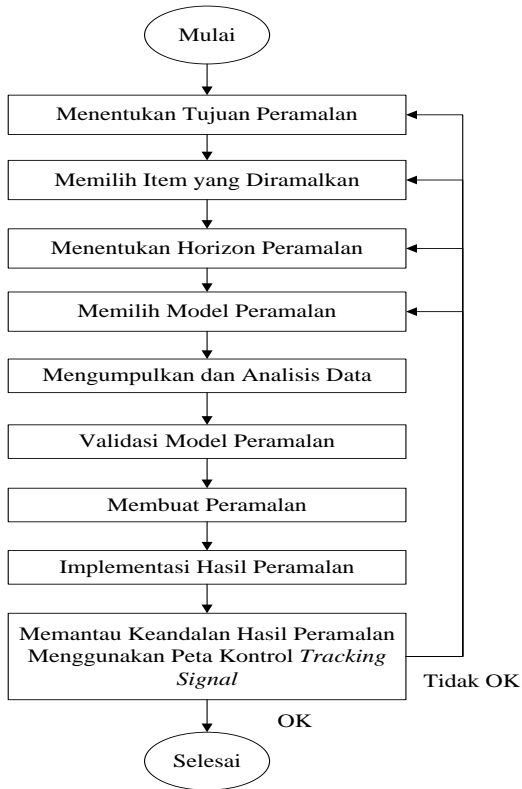 Mulai
Menentukan Tujuan Peramalan
Memilih Item yang Diramalkan
Menentukan Horizon Peramalan
Memilih Model Peramalan
Mengumpulkan dan Analisis Data
Validasi Model Peramalan
Membuat Peramalan
Implementasi Hasil Peramalan
Memantau Keandalan Hasil Peramalan
Menggunakan Peta Kontrol Tracking
Signal
Tidak OK
OK
Selesai